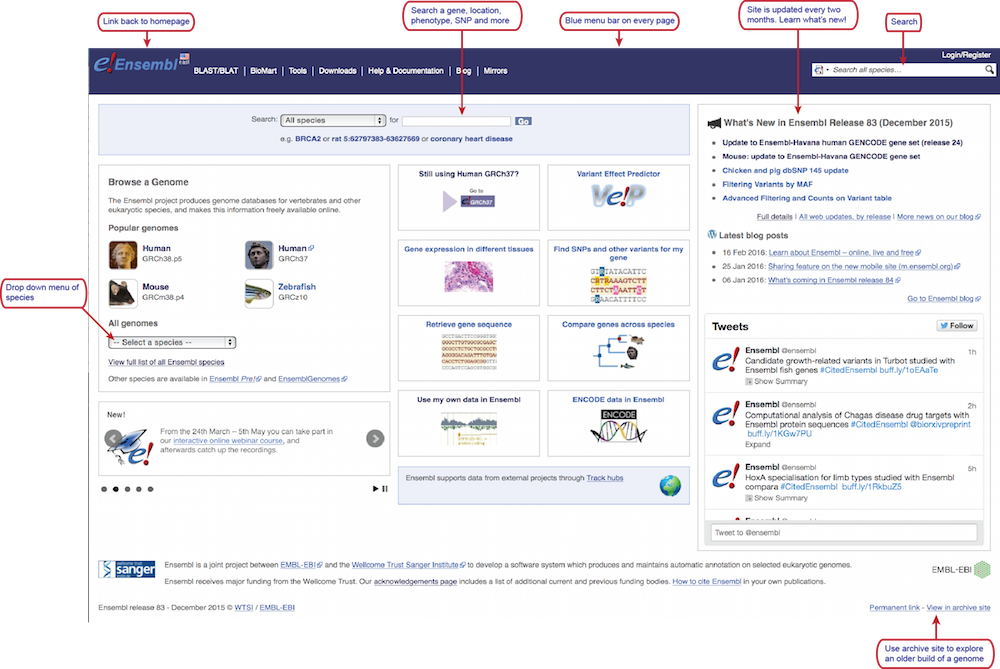 Link back to homepage
Search a gene, location,
phenotype, SNP and more
Blue menu bar on every page
Site is updated every two
months. Learn what's new!
Search
Login/Register
e!Ensembl
BLAST/BLAT | BioMart | Tools | Downloads | Help & Documentation | Blog | Mirrors
Search all species...
Search: All species for Go
e.g. BRCA2 or rat 5:62797383-63627669 or coronary heart disease
Browse a Genome
The Ensembl project produces genome databases for vertebrates and other
eukaryotic species, and makes this information freely available online.
Popular genomes
Human
GRCh38.p5
Human
GRCh37
Mouse
GRCm38.p4
Zebrafish
GRCz10
Drop down menu of
species
All genomes
-- Select a species --
View full list of all Ensembl species
Other species are available in Ensembl Pre! and EnsemblGenomes
New!
From the 24th March – 5th May you can take part in
our interactive online webinar course, and
afterwards catch up the recordings.
Still using Human GRCh37?
Go to
e!GRCh37
Variant Effect Predictor
Ve!P
Gene expression in different tissues
Find SNPs and other variants for my
gene
Retrieve gene sequence
Compare genes across species
Use my own data in Ensembl
ENCODE data in Ensembl
ENCODE
Ensembl supports data from external projects through Track hubs
What's New in Ensembl Release 83 (December 2015)
Update to Ensembl-Havana human GENCODE gene set (release 24)
Mouse: update to Ensembl-Havana GENCODE gene set
Chicken and pig dbSNP 145 update
Filtering Variants by MAF
Advanced Filtering and Counts on Variant table
Full details | All web updates, by release | More news on our blog
Latest blog posts
16 Feb 2016: Learn about Ensembl – online, live and free
25 Jan 2016: Sharing feature on the new mobile site (m.ensembl.org)
06 Jan 2016: What's coming in Ensembl release 84
Go to Ensembl blog
Tweets
Follow
Ensembl @ensembl 1h
Candidate growth-related variants in Turbot studied with
Ensembl fish genes #CitedEnsembl buff.ly/1oEAaTe
Show Summary
Ensembl @ensembl 2h
Computational analysis of Chagas disease drug targets with
Ensembl protein sequences #CitedEnsembl @biorxivpreprint
buff.ly/1KGw7PU
Expand
Ensembl @ensembl 5h
HoxA specialisation for limb types studied with Ensembl
compara #CitedEnsembl buff.ly/1RkbuZ5
Show Summary
Tweet to @ensembl
sanger
Ensembl is a joint project between EMBL-EBI and the Wellcome Trust Sanger Institute to develop a software system which produces and maintains automatic annotation on selected eukaryotic genomes.
Ensembl receives major funding from the Wellcome Trust. Our acknowledgements page includes a list of additional current and previous funding bodies. How to cite Ensembl in your own publications.
EMBL-EBI
Ensembl release 83 - December 2015 © WTSI / EMBL-EBI
Permanent link - View in archive site
Use archive site to explore
an older build of a genome